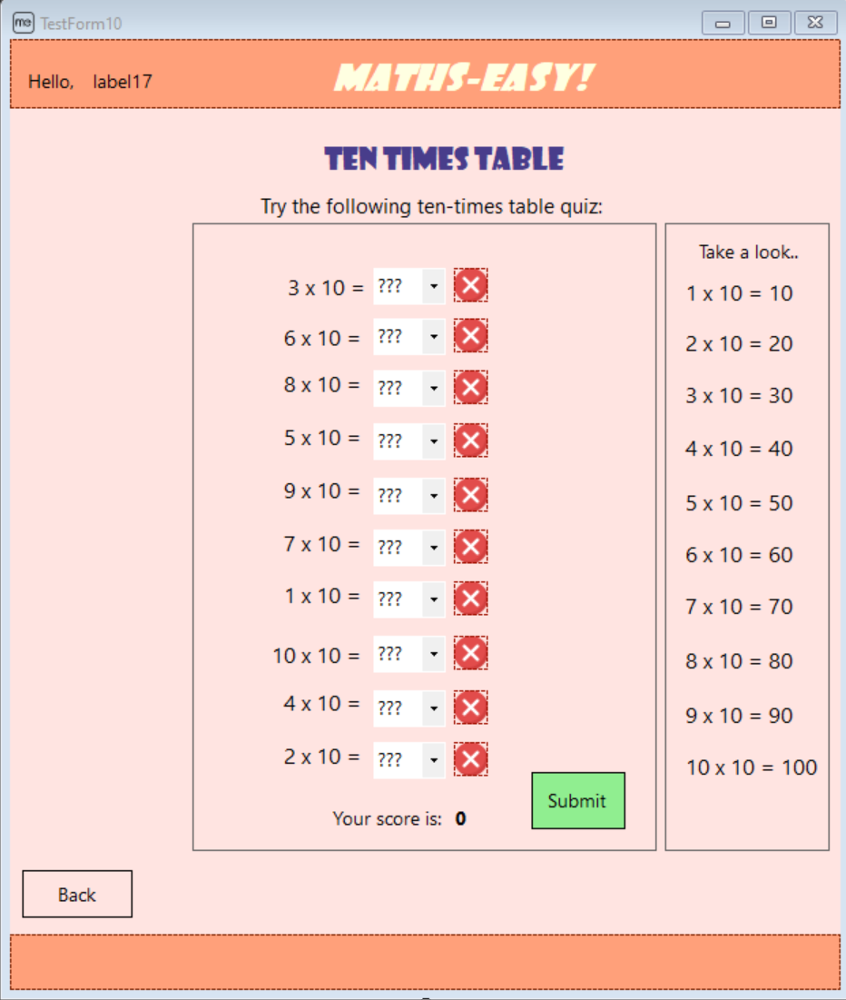 me TestForm10
Hello, label17
MATHS-EASY!
TEN TIMES TABLE
Try the following ten-times table quiz:
3 x 10 = ???
6 x 10 = ???
8 x 10 = ???
5 x 10 = ???
9 x 10 = ???
7 x 10 = ???
1 x 10 = ???
10 x 10 = ???
4 x 10 = ???
2 x 10 = ???
Your score is: 0
Submit
Take a look..
1 x 10 = 10
2 x 10 = 20
3 x 10 = 30
4 x 10 = 40
5 x 10 = 50
6 x 10 = 60
7 x 10 = 70
8 x 10 = 80
9 x 10 = 90
10 x 10 = 100
Back